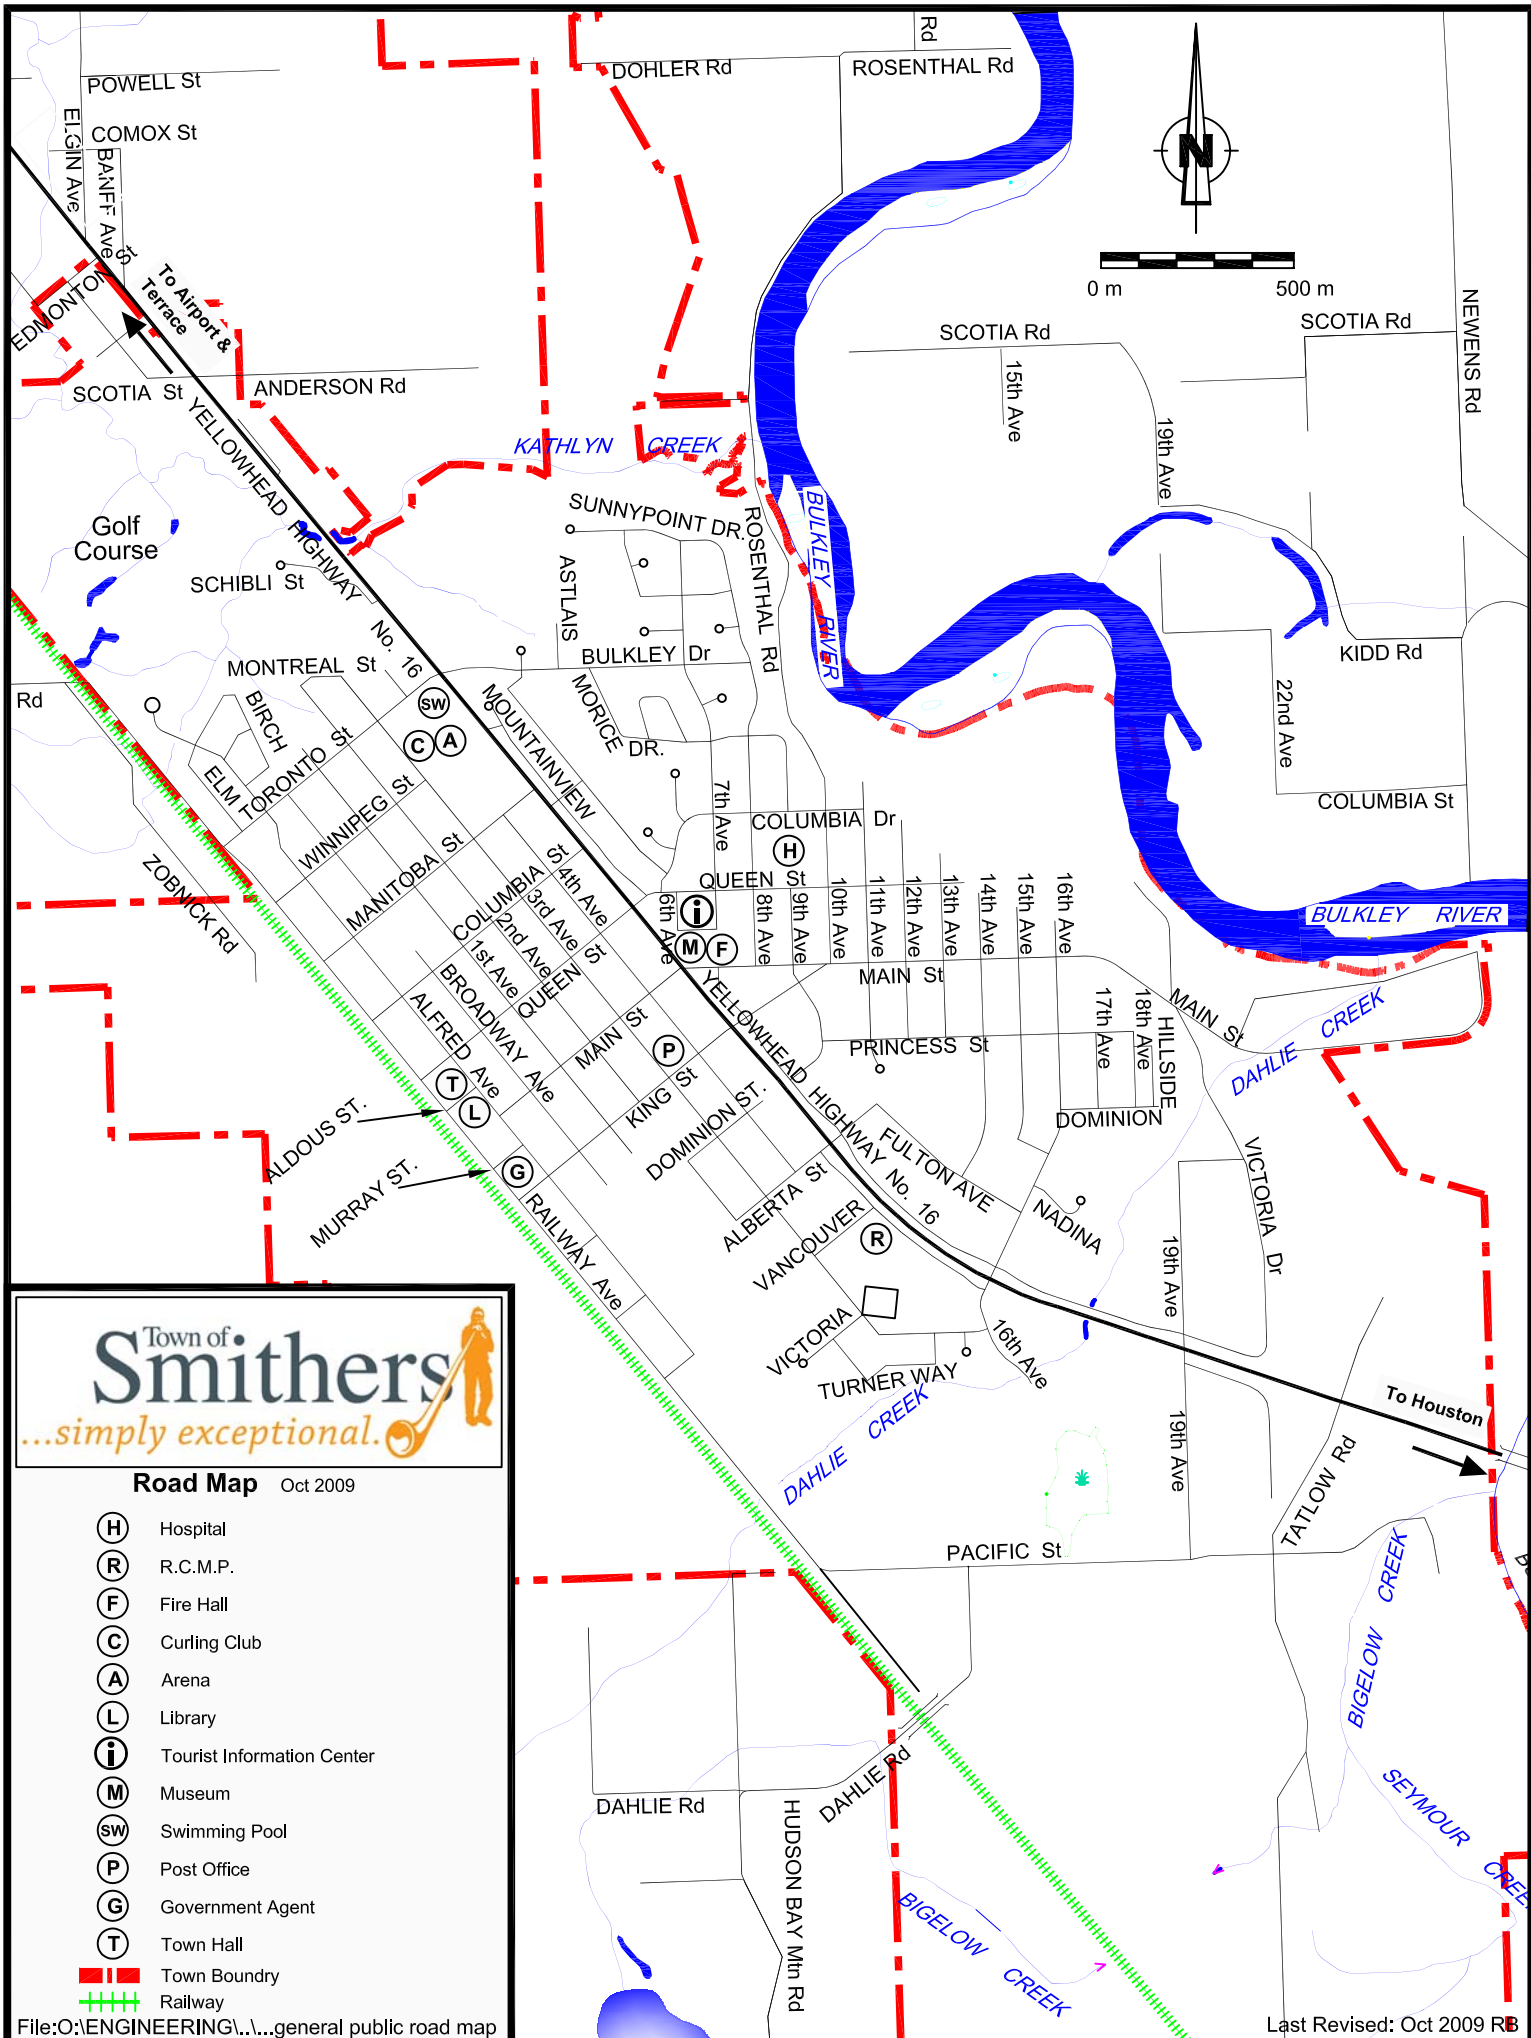 Rd
POWELL St
DOHLER Rd
ROSENTHAL Rd
ELGIN Ave
COMOX St
BANFF Ave
N
EDMONTON St
To Airport &
Terrace
0 m
500 m
NEWENS Rd
SCOTIA Rd
SCOTIA Rd
SCOTIA St
ANDERSON Rd
15th Ave
19th Ave
YELLOWHEAD HIGHWAY No. 16
KATHLYN CREEK
SUNNYPOINT DR.
ROSENTHAL Rd
BULKLEY RIVER
Golf
Course
SCHIBLI St
ASTLAIS
MONTREAL St
BULKLEY Dr
KIDD Rd
Rd
BIRCH
SW
C
A
MOUNTAINVIEW
MORICE
DR.
22nd Ave
ELM
TORONTO St
WINNIPEG St
MANITOBA St
7th Ave
COLUMBIA Dr
COLUMBIA St
H
ZOBNICK Rd
COLUMBIA St
4th Ave
3rd Ave
2nd Ave
1st Ave
QUEEN St
QUEEN St
6th Ave
i
M
F
8th Ave
9th Ave
10th Ave
11th Ave
12th Ave
13th Ave
14th Ave
15th Ave
16th Ave
BULKLEY RIVER
MAIN St
MAIN St
BROADWAY Ave
ALFRED Ave
MAIN St
YELLOWHEAD HIGHWAY No. 16
17th Ave
18th Ave
HILLSIDE
DAHLIE CREEK
PRINCESS St
P
T
L
KING St
DOMINION ST.
DOMINION
ALDOUS ST.
MURRAY ST.
G
RAILWAY Ave
FULTON AVE
ALBERTA St
VANCOUVER
R
NADINA
VICTORIA Dr
19th Ave
VICTORIA
16th Ave
TURNER WAY
DAHLIE CREEK
To Houston
19th Ave
TATLOW Rd
PACIFIC St
BIGELOW CREEK
Town of
Smithers
...simply exceptional.
Road Map Oct 2009
H Hospital
R R.C.M.P.
F Fire Hall
C Curling Club
A Arena
L Library
i Tourist Information Center
M Museum
SW Swimming Pool
P Post Office
G Government Agent
T Town Hall
Town Boundry
Railway
File:O:\ENGINEERING\..\...general public road map
DAHLIE Rd
DAHLIE Rd
HUDSON BAY Mtn Rd
BIGELOW CREEK
SEYMOUR
Last Revised: Oct 2009 RB